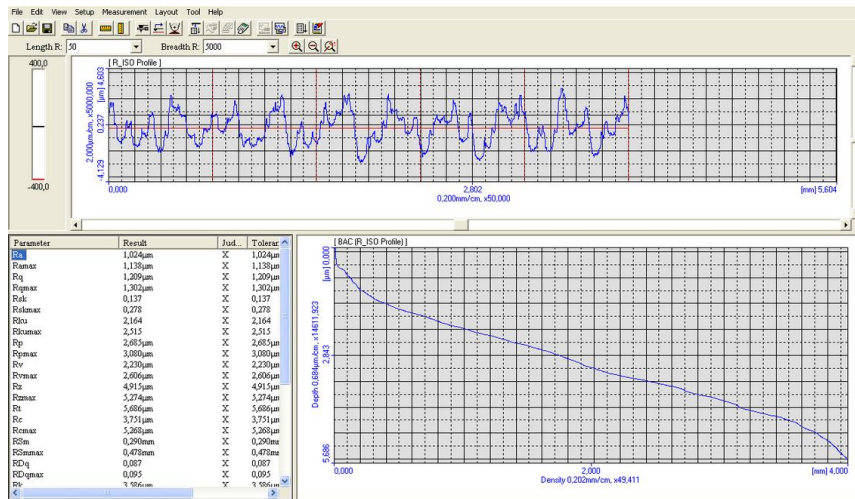 File Edit View Setup Measurement Layout Tool Help
Length R: 50 Breadth R: 5000
400,0
-400,0
[ R_ISO Profile ]
[µm] 4,603
0,237
-4,129
2,000µm/cm, x5000,000
0,000 2,802 [mm] 5,604
0,200mm/cm, x50,000
Parameter Result Jud... Toleran
Ra 1,024µm X 1,024µm
Ramax 1,138µm X 1,138µm
Rq 1,209µm X 1,209µm
Rqmax 1,302µm X 1,302µm
Rsk 0,137 X 0,137
Rskmax 0,278 X 0,278
Rku 2,164 X 2,164
Rkumax 2,515 X 2,515
Rp 2,685µm X 2,685µm
Rpmax 3,080µm X 3,080µm
Rv 2,230µm X 2,230µm
Rvmax 2,606µm X 2,606µm
Rz 4,915µm X 4,915µm
Rzmax 5,274µm X 5,274µm
Rt 5,686µm X 5,686µm
Rc 3,751µm X 3,751µm
Rcmax 5,268µm X 5,268µm
RSm 0,290mm X 0,290mm
RSmmax 0,478mm X 0,478mm
RDq 0,087 X 0,087
RDqmax 0,095 X 0,095
Rk 3,586µm X 3,586µm
[ BAC (R_ISO Profile) ]
[µm] 0,000
2,843
5,686
Depth 0,684µm/cm, x14611,923
0,000 2,000 [mm] 4,000
Density 0,202mm/cm, x49,411